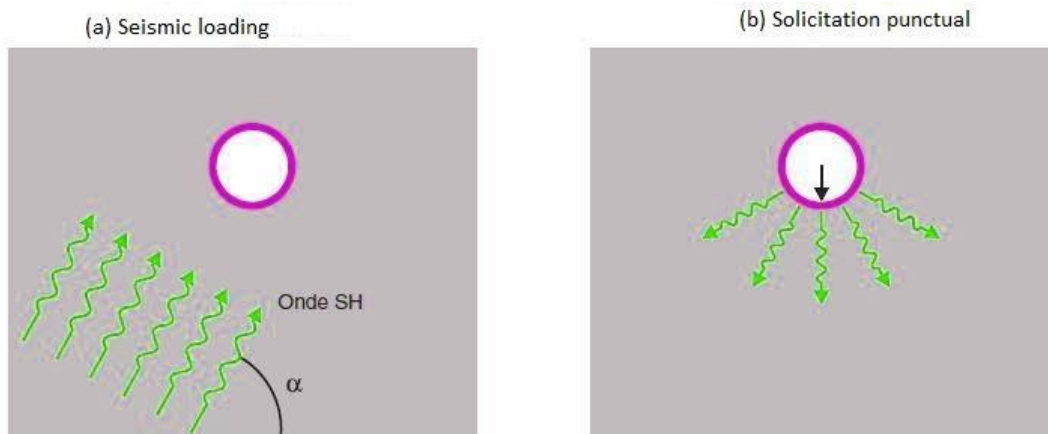 (a) Seismic loading
(b) Solicitation punctual
Onde SH
α